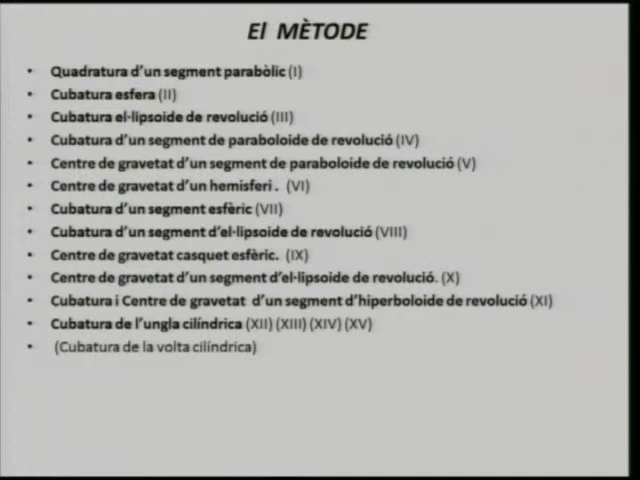 El MÈTODE
• Quadratura d'un segment parabòlic (I)
• Cubatura esfera (II)
• Cubatura el·lipsoide de revolució (III)
• Cubatura d'un segment de paraboloide de revolució (IV)
• Centre de gravetat d'un segment de paraboloide de revolució (V)
• Centre de gravetat d'un hemisferi . (VI)
• Cubatura d'un segment esfèric (VII)
• Cubatura d'un segment d'el·lipsoide de revolució (VIII)
• Centre de gravetat casquet esfèric. (IX)
• Centre de gravetat d'un segment d'el·lipsoide de revolució. (X)
• Cubatura i Centre de gravetat d'un segment d'hiperboloide de revolució (XI)
• Cubatura de l'ungla cilíndrica (XII) (XIII) (XIV) (XV)
• (Cubatura de la volta cilíndrica)